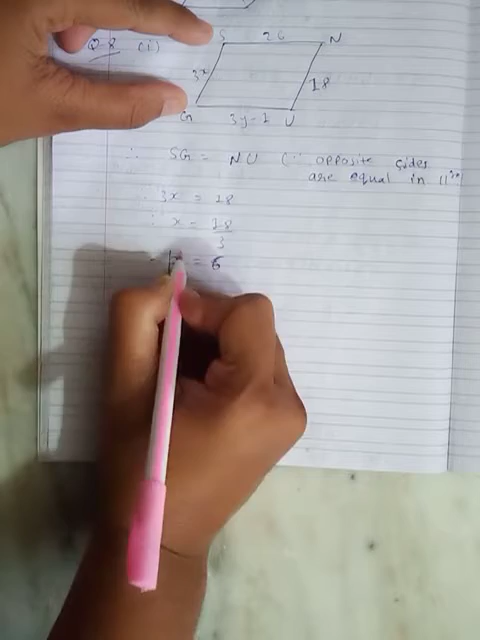 Q.8 (i)
S 26 N
3x 18
G 3y-1 U
∴ SG = NU (∵ opposite sides
are equal in ||gm
∴ 3x = 18
∴ x = 18
3
= 6